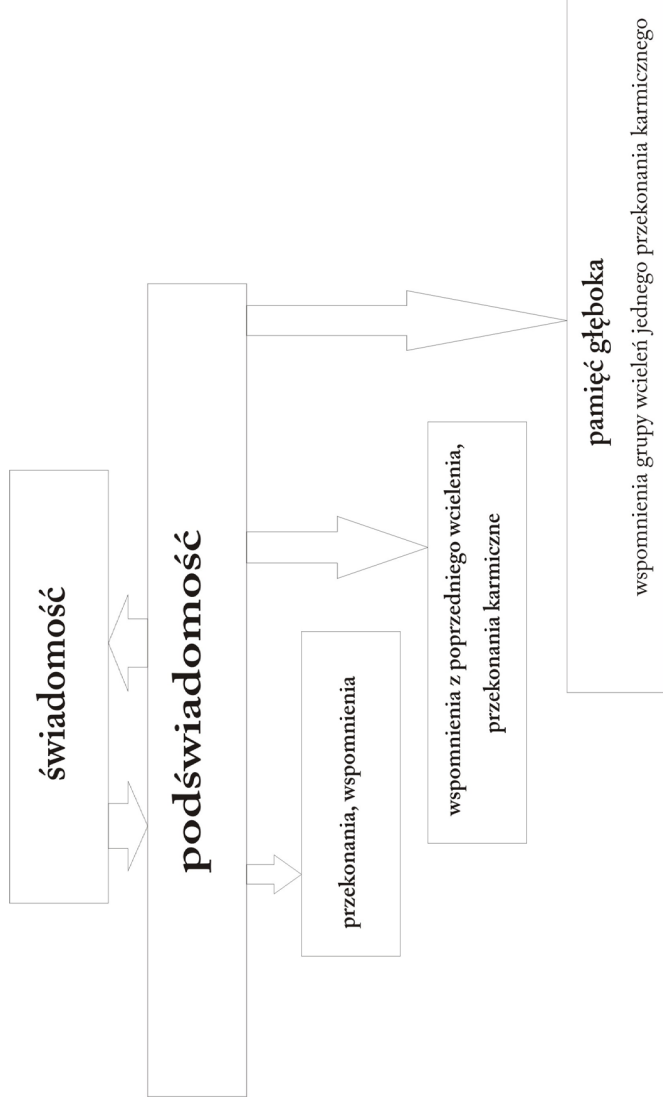 świadomość
podświadomość
przekonania, wspomnienia
wspomnienia z poprzedniego wcielenia,
przekonania karmiczne
pamięć głęboka
wspomnienia grupy wcieleń jednego przekonania karmicznego